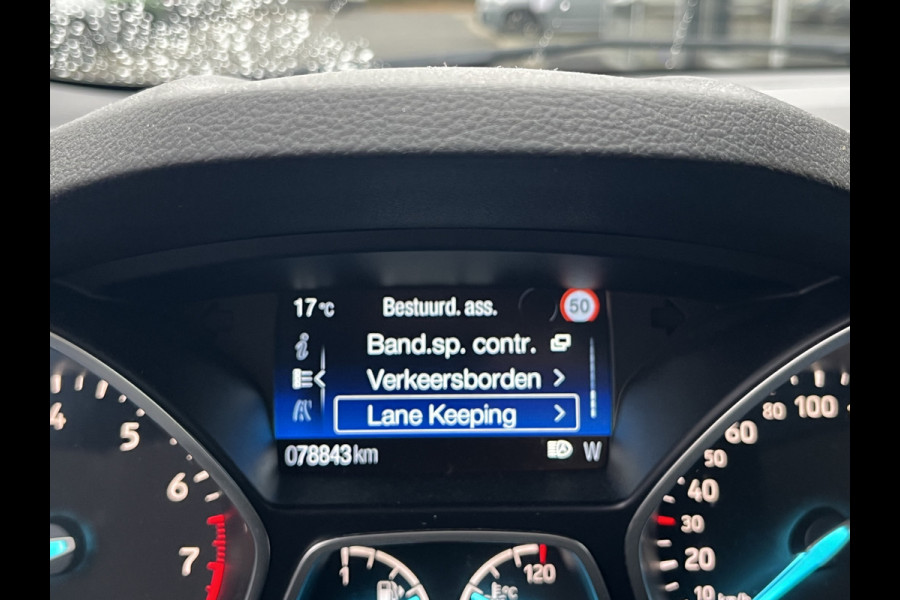 17°C Bestuurd. ass. 50
Band.sp. contr.
Verkeersborden
Lane Keeping
078843km W
4
5
6
7
1
120
°C
10
20
30
40
50
60
80
100
km/h